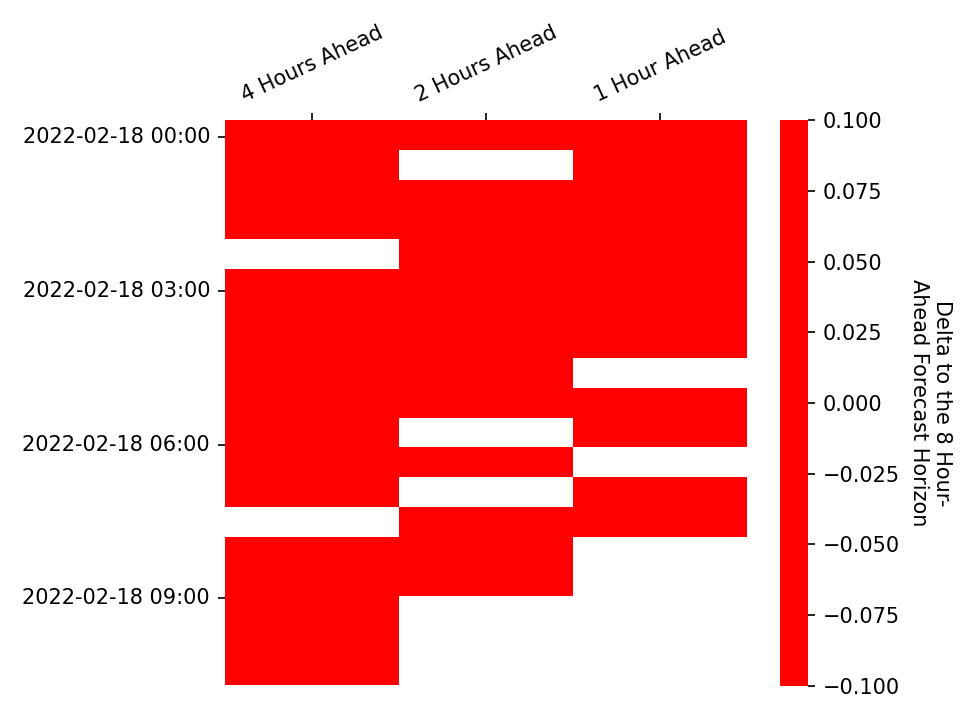 4 Hours Ahead
2 Hours Ahead
1 Hour Ahead
2022-02-18 00:00
2022-02-18 03:00
2022-02-18 06:00
2022-02-18 09:00
0.100
0.075
0.050
0.025
0.000
−0.025
−0.050
−0.075
−0.100
Delta to the 8 Hour-
Ahead Forecast Horizon